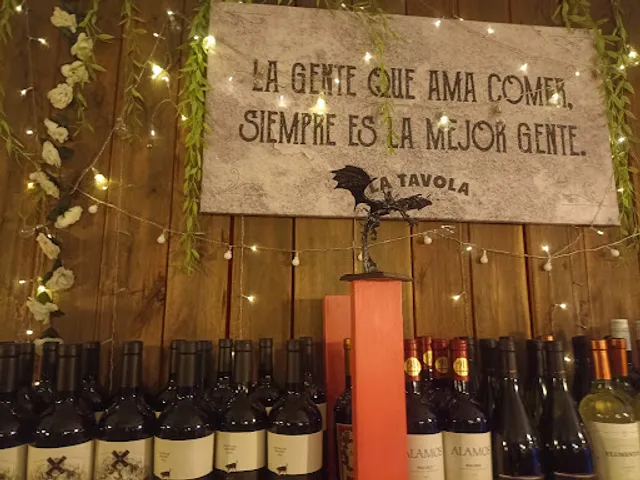 LA GENTE QUE AMA COMER,
SIEMPRE ES LA MEJOR GENTE.
LA TAVOLA
ALAMOS
ALAMOS